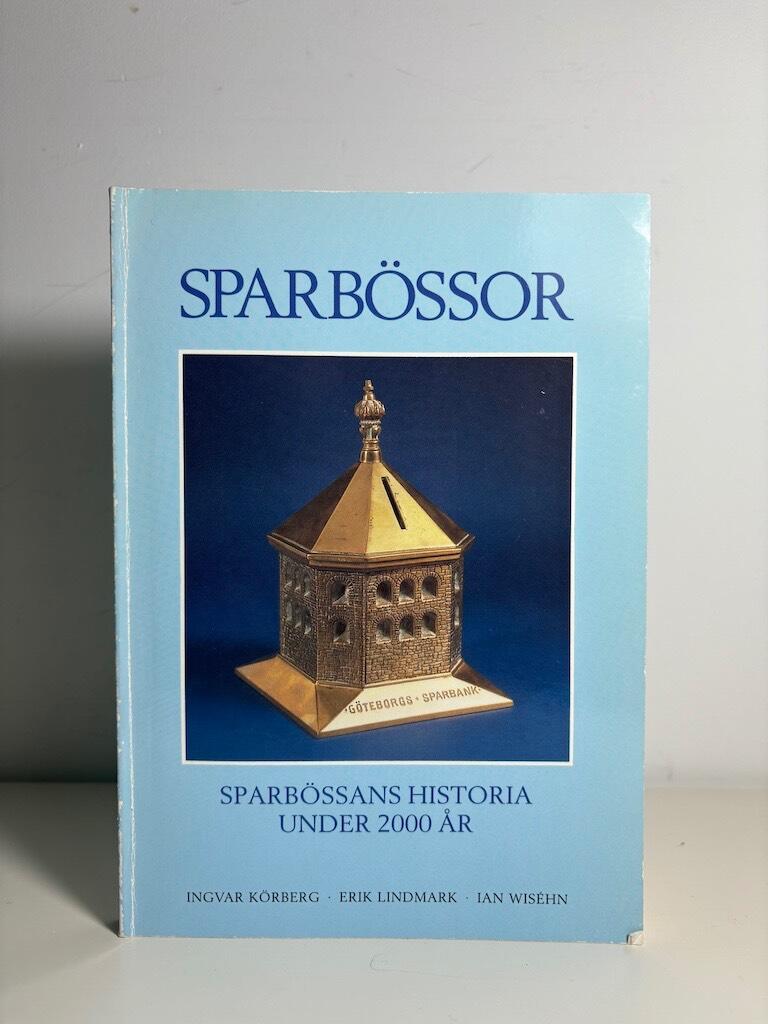 SPARBÖSSOR
·GÖTEBORGS · SPARBANK·
SPARBÖSSANS HISTORIA
UNDER 2000 ÅR
INGVAR KÖRBERG · ERIK LINDMARK · IAN WISÉHN